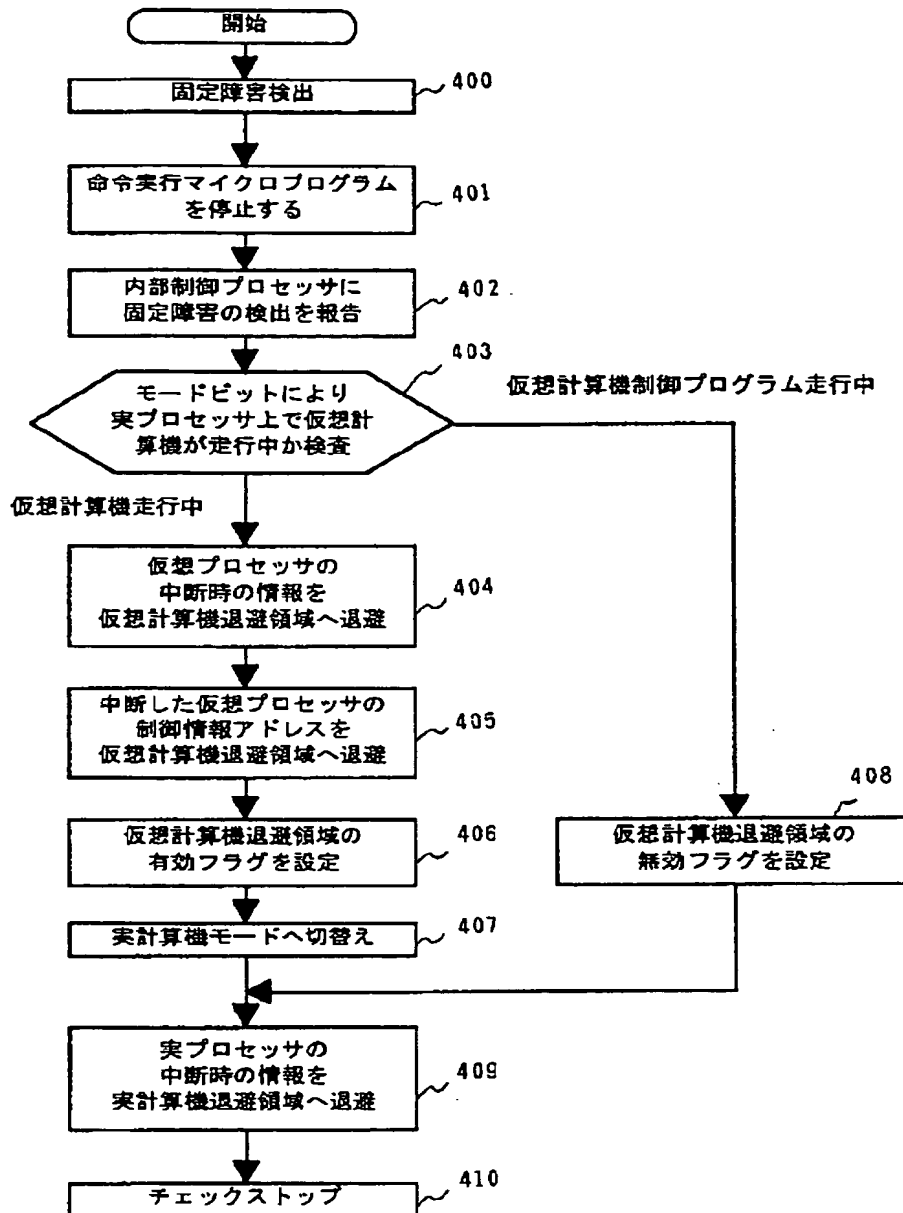 開始
固定障害検出
400
命令実行マイクロプログラム
を停止する
401
内部制御プロセッサに
固定障害の検出を報告
402
403
モードビットにより
実プロセッサ上で仮想計
算機が走行中か検査
仮想計算機制御プログラム走行中
仮想計算機走行中
仮想プロセッサの
中断時の情報を
仮想計算機退避領域へ退避
404
中断した仮想プロセッサの
制御情報アドレスを
仮想計算機退避領域へ退避
405
408
仮想計算機退避領域の
有効フラグを設定
406
仮想計算機退避領域の
無効フラグを設定
実計算機モードへ切替え
407
実プロセッサの
中断時の情報を
実計算機退避領域へ退避
409
チェックストップ
410